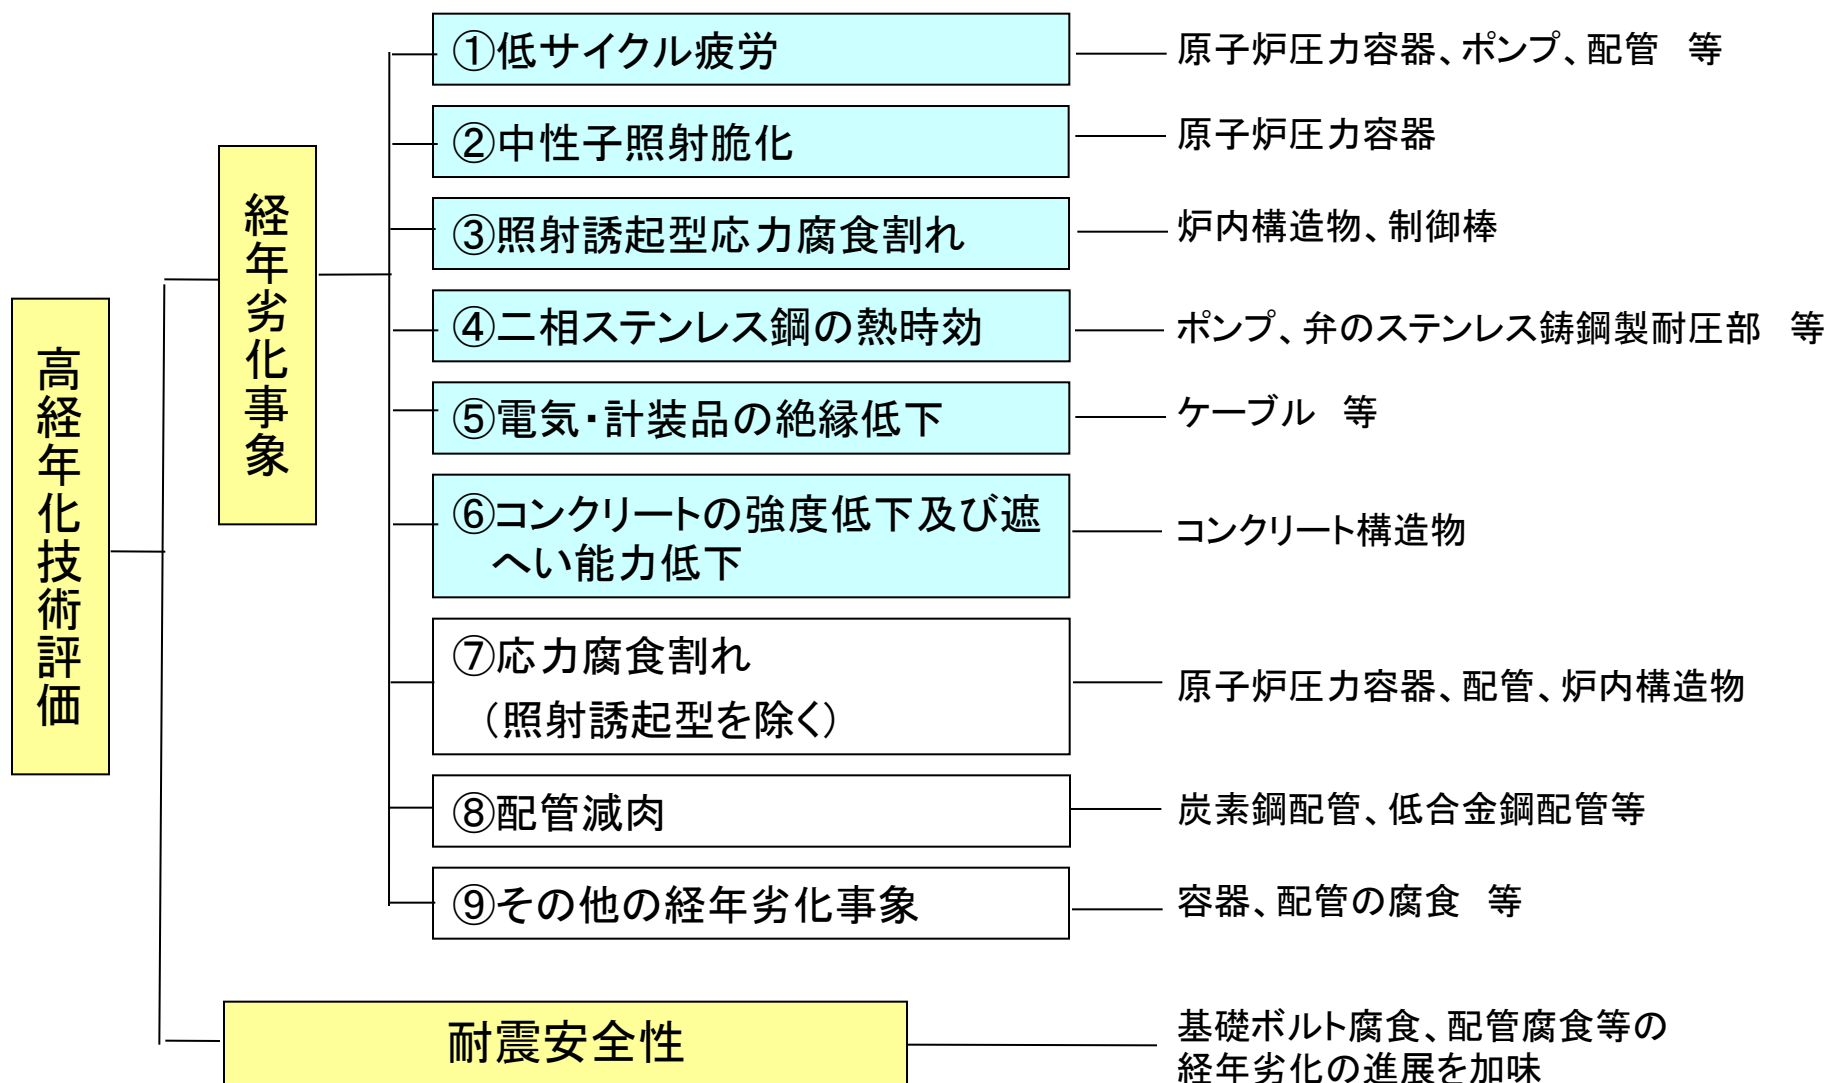 高経年化技術評価
経年劣化事象
①低サイクル疲労
原子炉圧力容器、ポンプ、配管　等
②中性子照射脆化
原子炉圧力容器
③照射誘起型応力腐食割れ
炉内構造物、制御棒
④二相ステンレス鋼の熱時効
ポンプ、弁のステンレス鋳鋼製耐圧部　等
⑤電気・計装品の絶縁低下
ケーブル　等
⑥コンクリートの強度低下及び遮
へい能力低下
コンクリート構造物
⑦応力腐食割れ
（照射誘起型を除く）
原子炉圧力容器、配管、炉内構造物
⑧配管減肉
炭素鋼配管、低合金鋼配管等
⑨その他の経年劣化事象
容器、配管の腐食　等
耐震安全性
基礎ボルト腐食、配管腐食等の
経年劣化の進展を加味